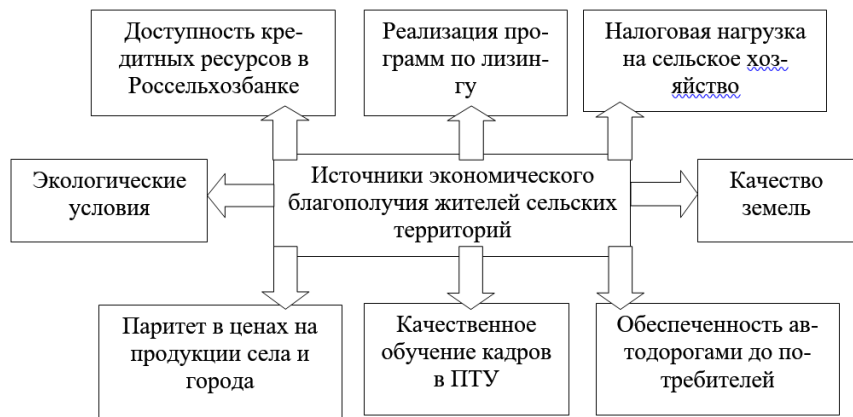 Доступность кре-
дитных ресурсов в
Россельхозбанке
Реализация про-
грамм по лизин-
гу
Налоговая нагрузка
на сельское хоз-
яйство
Экологические
условия
Источники экономического
благополучия жителей сельских
территорий
Качество
земель
Паритет в ценах на
продукции села и
города
Качественное
обучение кадров
в ПТУ
Обеспеченность ав-
тодорогами до по-
требителей